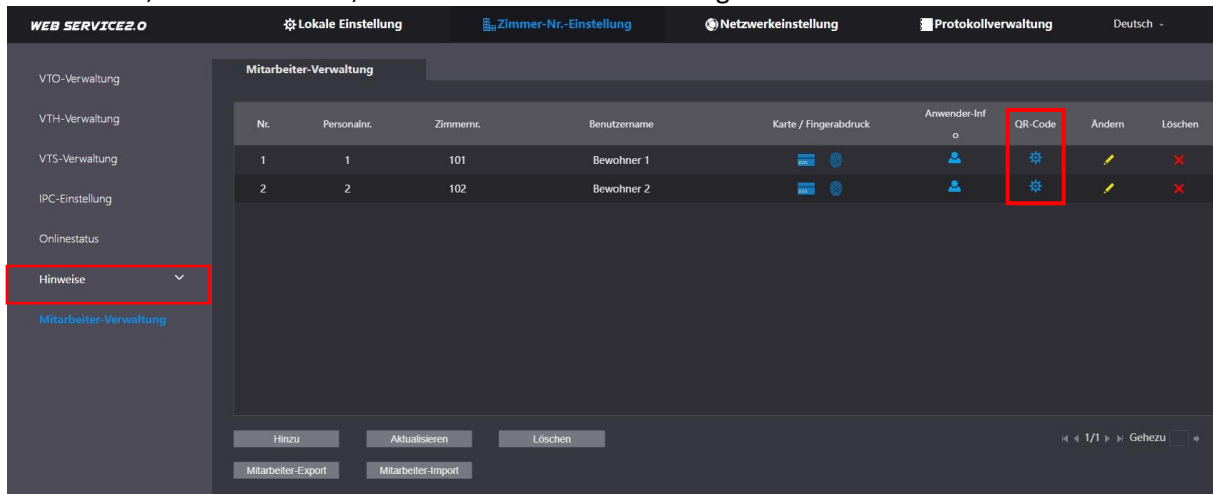 WEB SERVICE2.0 Lokale Einstellung Zimmer-Nr.-Einstellung Netzwerkeinstellung Protokollverwaltung Deutsch -
VTO-Verwaltung
VTH-Verwaltung
VTS-Verwaltung
IPC-Einstellung
Onlinestatus
Hinweise
Mitarbeiter-Verwaltung
Mitarbeiter-Verwaltung
Nr. Personalnr. Zimmernr. Benutzername Karte / Fingerabdruck Anwender-Inf
o QR-Code Ändern Löschen
1 1 101 Bewohner 1
2 2 102 Bewohner 2
Hinzu Aktualisieren Löschen 1/1 Gehezu
Mitarbeiter-Export Mitarbeiter-Import